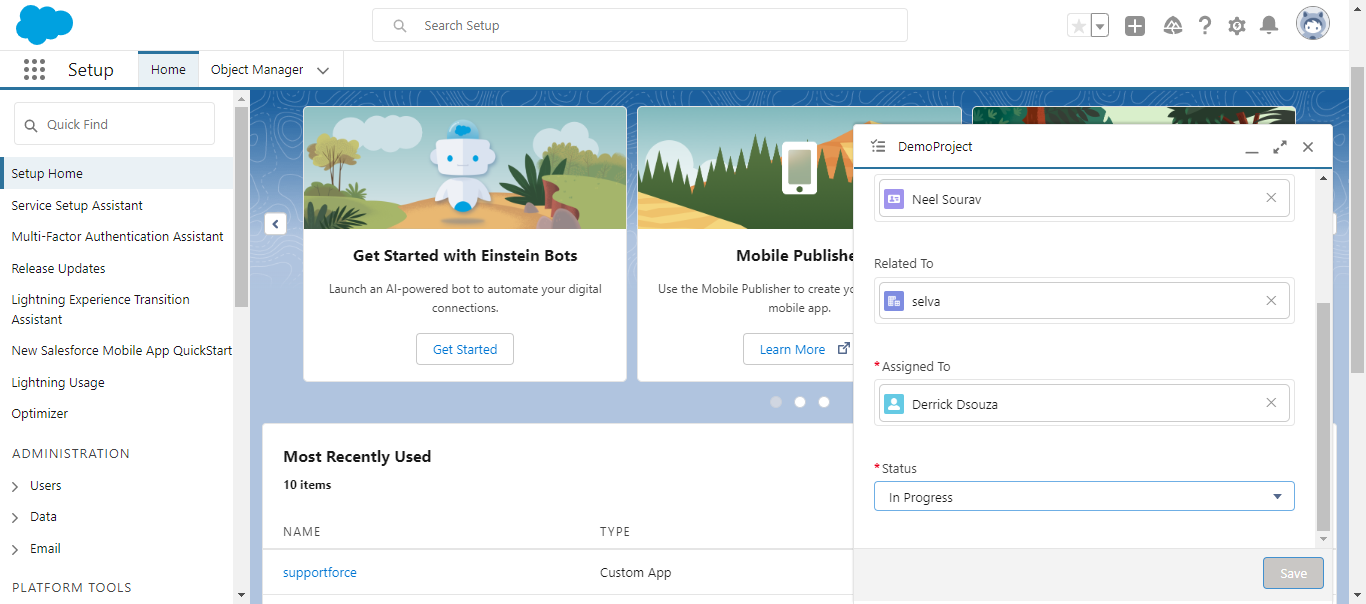 Search Setup
Setup
Home
Object Manager
Quick Find
Setup Home
Service Setup Assistant
Multi-Factor Authentication Assistant
Release Updates
Lightning Experience Transition
Assistant
New Salesforce Mobile App QuickStart
Lightning Usage
Optimizer
ADMINISTRATION
Users
Data
Email
PLATFORM TOOLS
Get Started with Einstein Bots
Launch an AI-powered bot to automate your digital
connections.
Get Started
Mobile Publishe
Use the Mobile Publisher to create yo
mobile app.
Learn More
Most Recently Used
10 items
NAME
TYPE
supportforce
Custom App
DemoProject
Neel Sourav
Related To
selva
*Assigned To
Derrick Dsouza
*Status
In Progress
Save